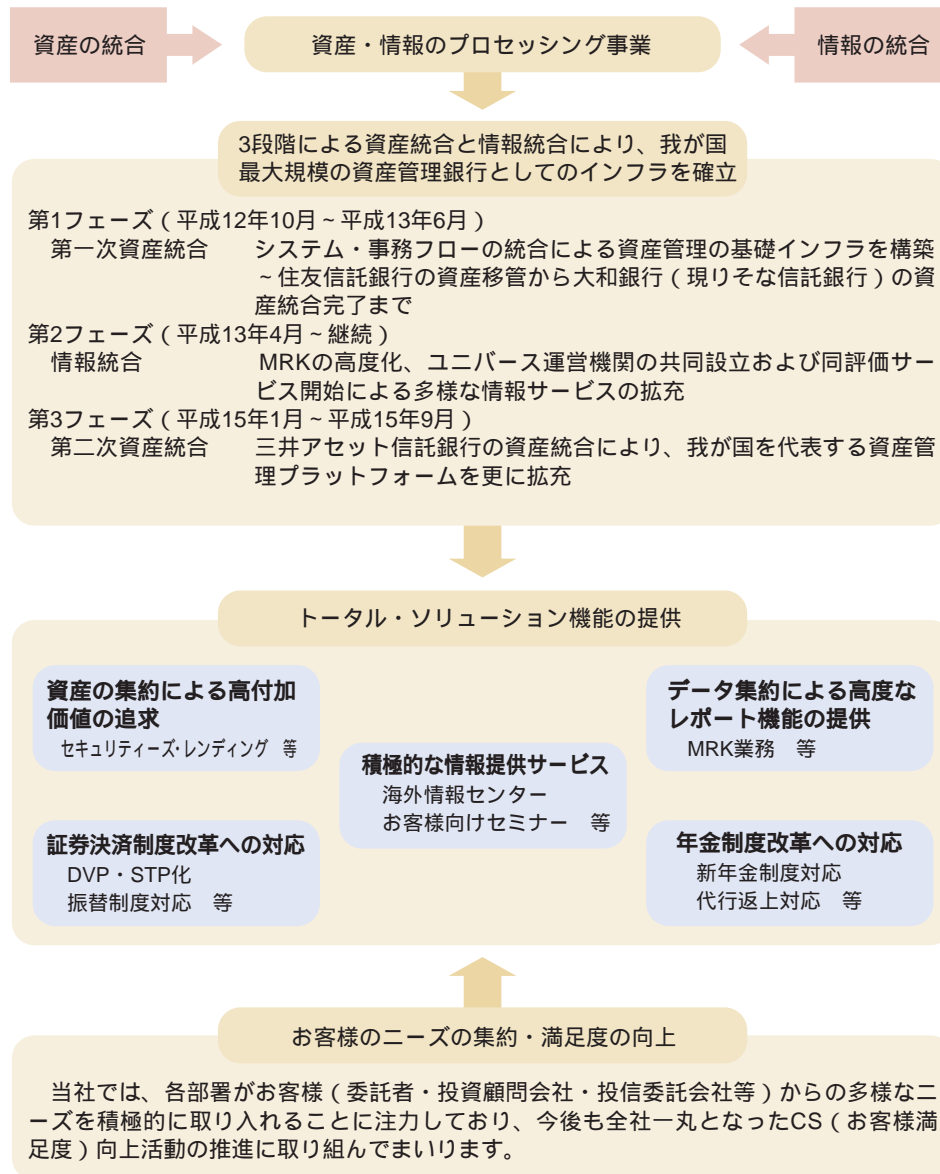 資産の統合
資産・情報のプロセッシング事業
情報の統合
3段階による資産統合と情報統合により、我が国
最大規模の資産管理銀行としてのインフラを確立
第1フェーズ（平成12年10月～平成13年6月）
第一次資産統合　システム・事務フローの統合による資産管理の基礎インフラを構築
～住友信託銀行の資産移管から大和銀行（現りそな信託銀行）の資
産統合完了まで
第2フェーズ（平成13年4月～継続）
情報統合　MRKの高度化、ユニバース運営機関の共同設立および同評価サー
ビス開始による多様な情報サービスの拡充
第3フェーズ（平成15年1月～平成15年9月）
第二次資産統合　三井アセット信託銀行の資産統合により、我が国を代表する資産管
理プラットフォームを更に拡充
トータル・ソリューション機能の提供
資産の集約による高付加
価値の追求
セキュリティーズ・レンディング　等
データ集約による高度な
レポート機能の提供
MRK業務　等
積極的な情報提供サービス
海外情報センター
お客様向けセミナー　等
証券決済制度改革への対応
DVP・STP化
振替制度対応　等
年金制度改革への対応
新年金制度対応
代行返上対応　等
お客様のニーズの集約・満足度の向上
当社では、各部署がお客様（委託者・投資顧問会社・投信委託会社等）からの多様なニ
ーズを積極的に取り入れることに注力しており、今後も全社一丸となったCS（お客様満
足度）向上活動の推進に取り組んでまいります。